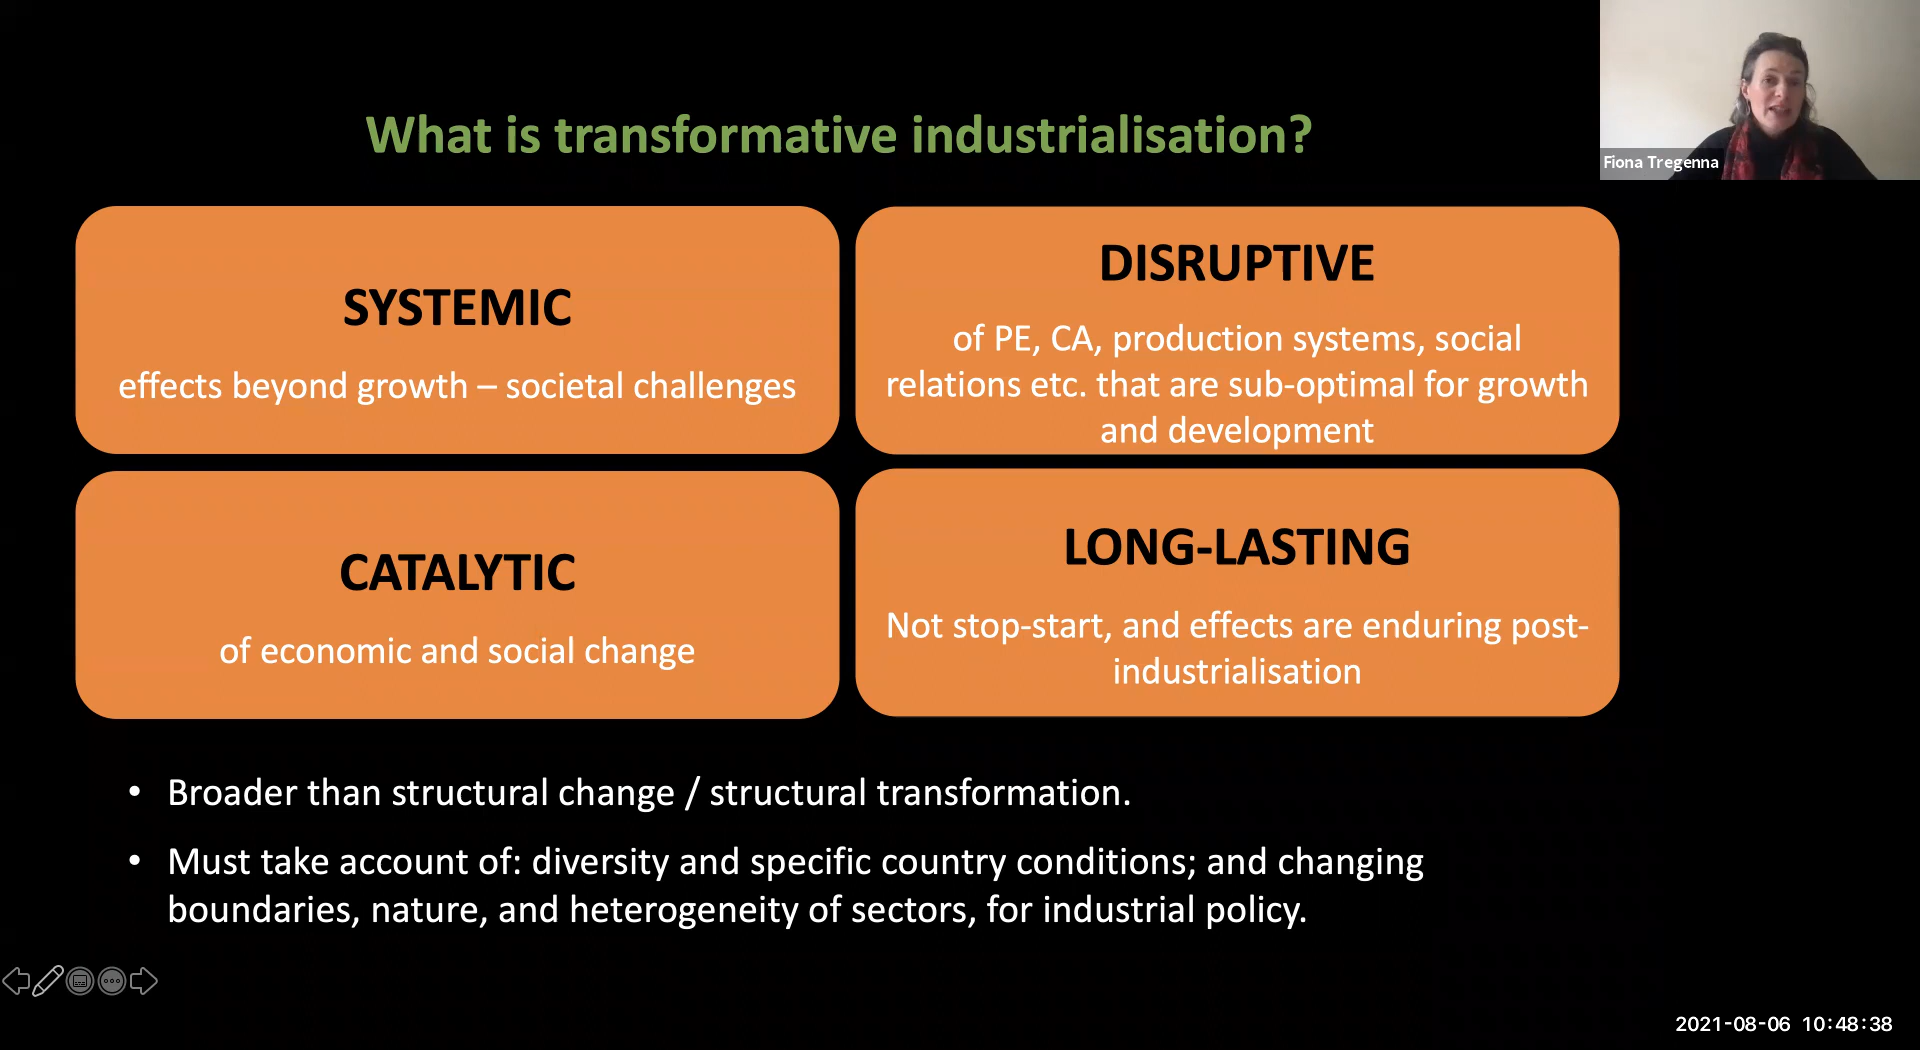 What is transformative industrialisation?
Fiona Tregenna
SYSTEMIC
effects beyond growth – societal challenges
DISRUPTIVE
of PE, CA, production systems, social
relations etc. that are sub-optimal for growth
and development
CATALYTIC
of economic and social change
LONG-LASTING
Not stop-start, and effects are enduring post-
industrialisation
• Broader than structural change / structural transformation.
• Must take account of: diversity and specific country conditions; and changing
boundaries, nature, and heterogeneity of sectors, for industrial policy.
2021-08-06 10:48:38